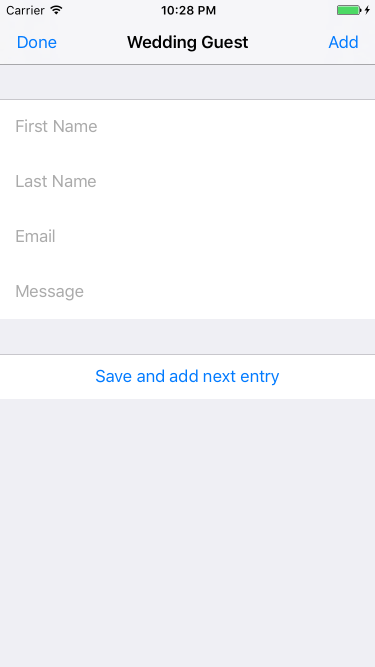 Carrier 10:28 PM
Done Wedding Guest Add
First Name
Last Name
Email
Message
Save and add next entry